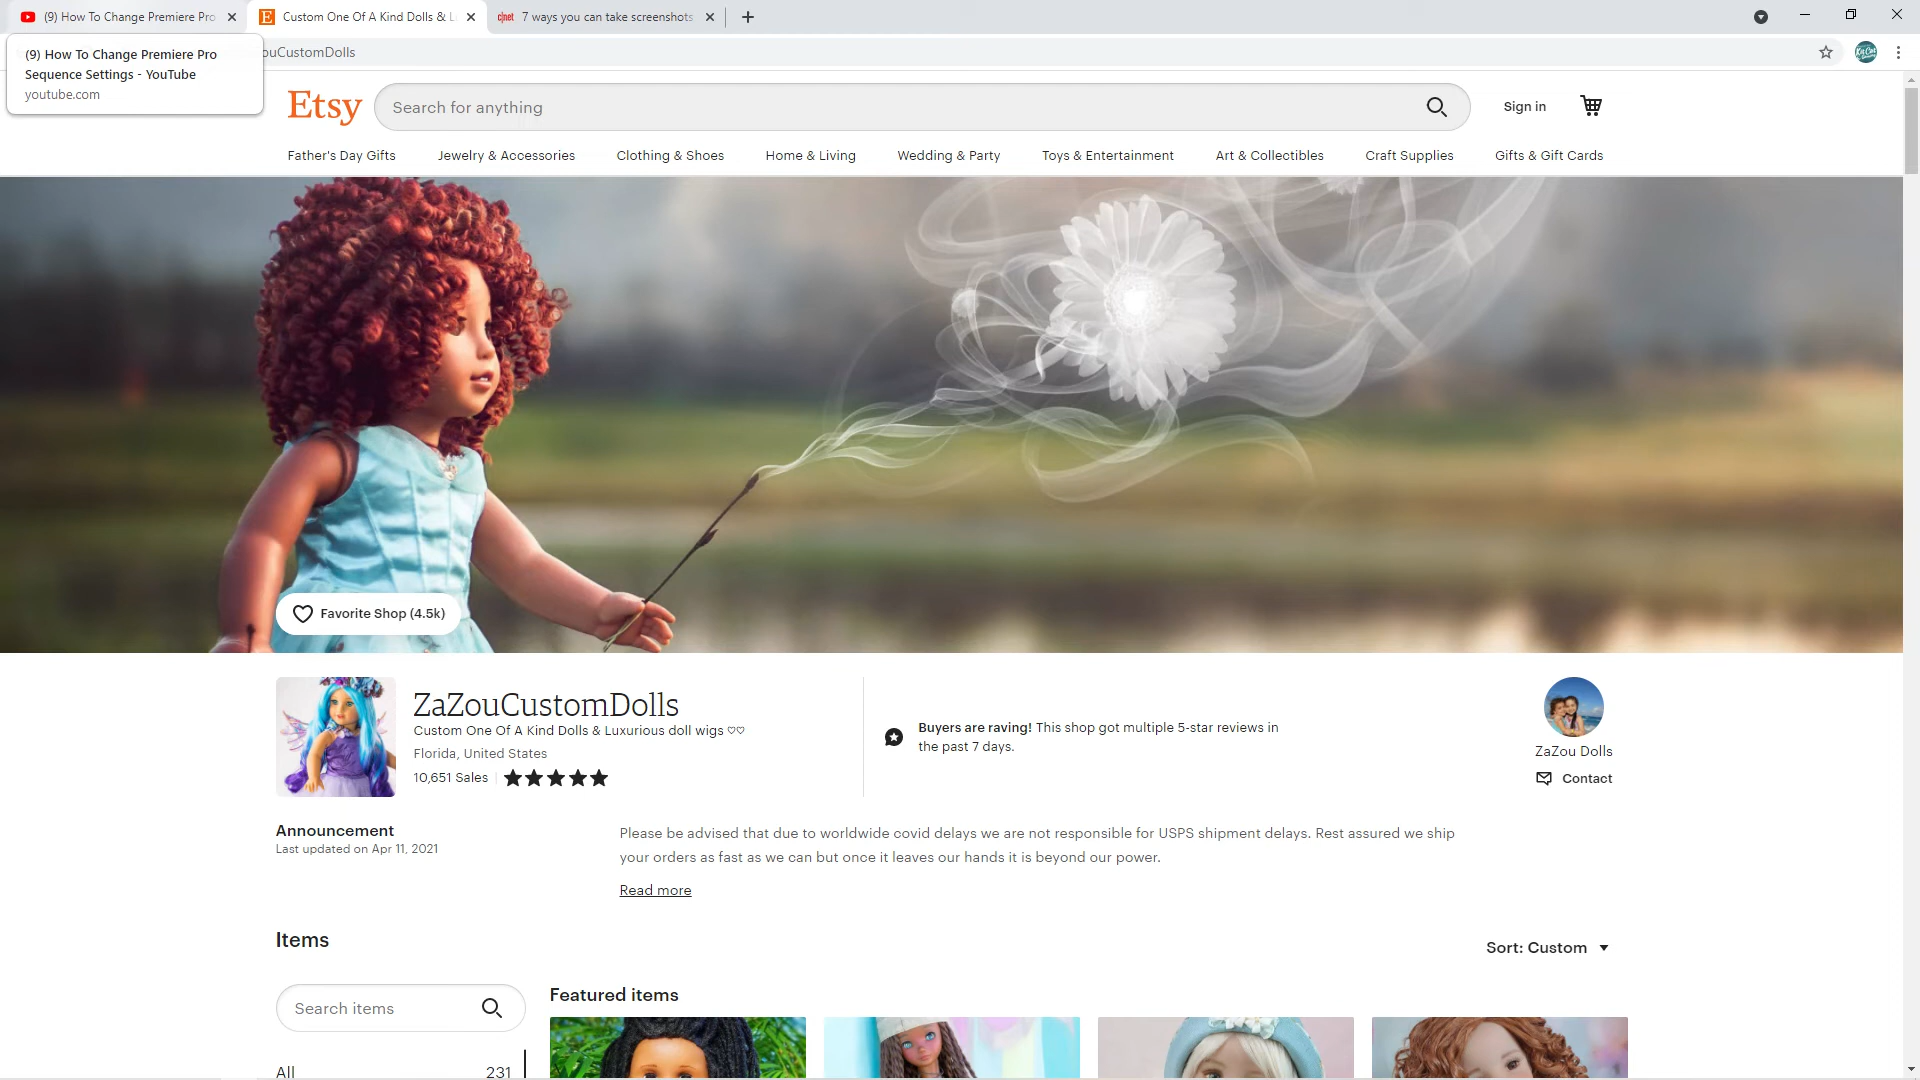 (9) How To Change Premiere Pro
Custom One Of A Kind Dolls & L
c|net 7 ways you can take screenshots
(9) How To Change Premiere Pro
Sequence Settings - YouTube
youtube.com
ouCustomDolls
Etsy
Search for anything
Sign in
Father's Day Gifts
Jewelry & Accessories
Clothing & Shoes
Home & Living
Wedding & Party
Toys & Entertainment
Art & Collectibles
Craft Supplies
Gifts & Gift Cards
Favorite Shop (4.5k)
ZaZouCustomDolls
Custom One Of A Kind Dolls & Luxurious doll wigs ♡♡
Florida, United States
10,651 Sales
Buyers are raving! This shop got multiple 5-star reviews in
the past 7 days.
ZaZou Dolls
Contact
Announcement
Last updated on Apr 11, 2021
Please be advised that due to worldwide covid delays we are not responsible for USPS shipment delays. Rest assured we ship
your orders as fast as we can but once it leaves our hands it is beyond our power.
Read more
Items
Sort: Custom
Search items
Featured items
All 231